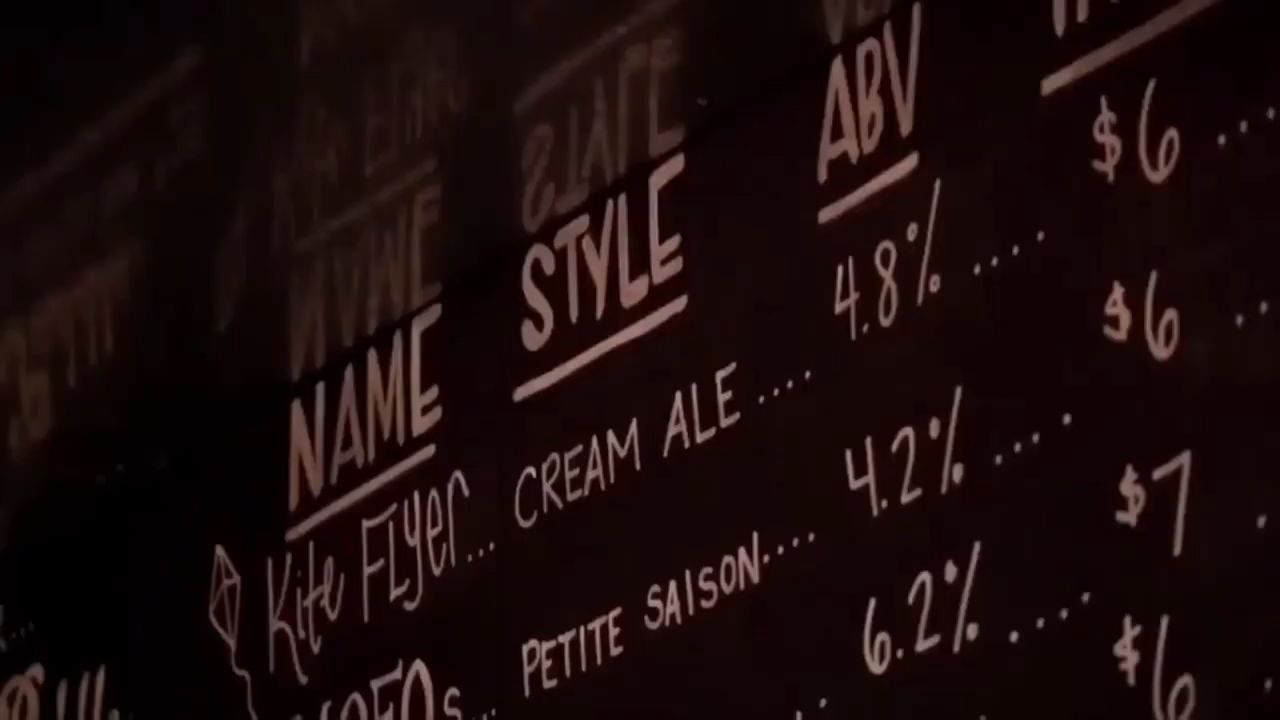 NAME STYLE ABV
Kite Flyer... CREAM ALE .... 4.8% .... $6 ....
PETITE SAISON.... 4.2% .... $6 ..
6.2% .... $7 .
$6